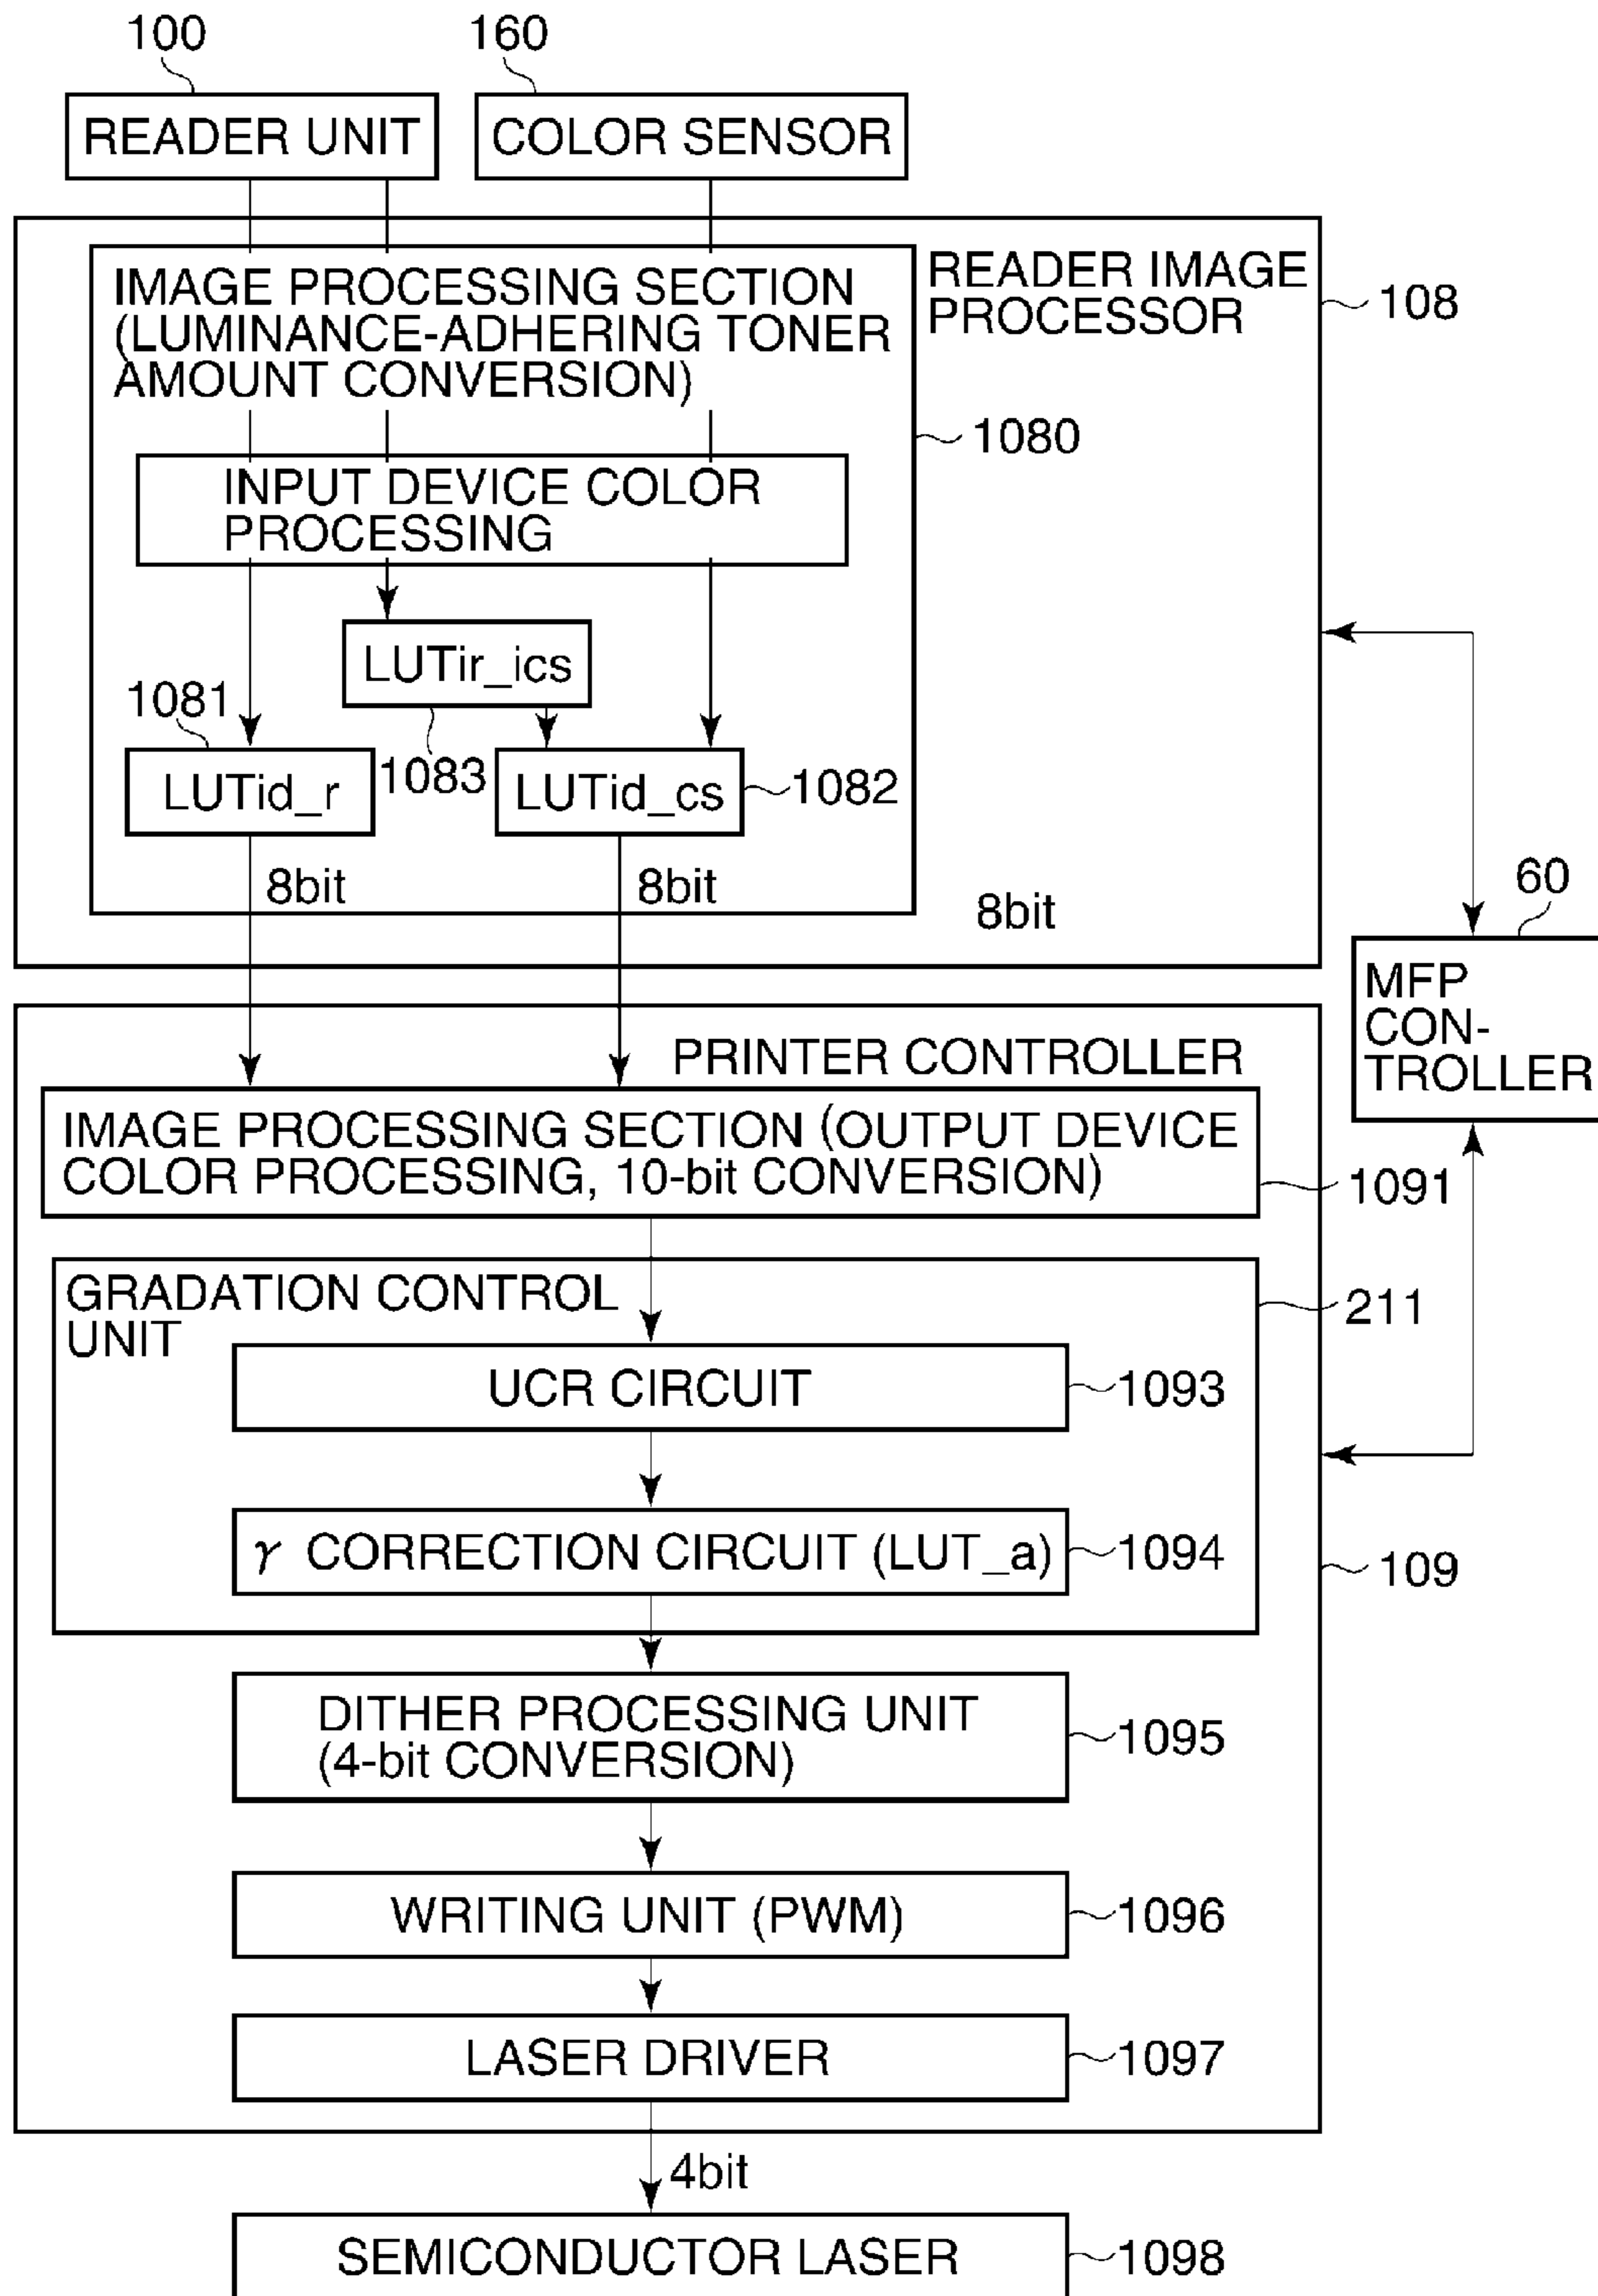 100
160
READER UNIT
COLOR SENSOR
IMAGE PROCESSING SECTION
(LUMINANCE-ADHERING TONER
AMOUNT CONVERSION)
READER IMAGE
PROCESSOR
108
1080
INPUT DEVICE COLOR
PROCESSING
LUTir_ics
1081
1083
LUTid_r
LUTid_cs
1082
8bit
8bit
8bit
60
MFP
CON-
TROLLER
PRINTER CONTROLLER
IMAGE PROCESSING SECTION (OUTPUT DEVICE
COLOR PROCESSING, 10-bit CONVERSION)
1091
GRADATION CONTROL
UNIT
211
UCR CIRCUIT
1093
γ CORRECTION CIRCUIT (LUT_a)
1094
109
DITHER PROCESSING UNIT
(4-bit CONVERSION)
1095
WRITING UNIT (PWM)
1096
LASER DRIVER
1097
4bit
SEMICONDUCTOR LASER
1098